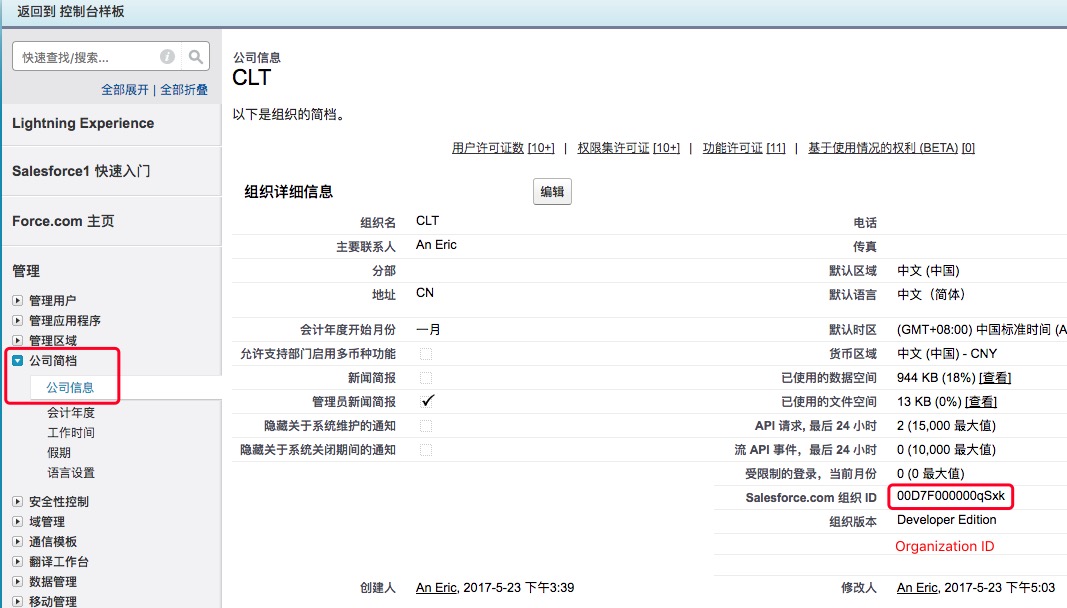 返回到 控制台样板
快速查找/搜索...
全部展开 | 全部折叠
Lightning Experience
Salesforce1 快速入门
Force.com 主页
管理
管理用户
管理应用程序
管理区域
公司简档
公司信息
会计年度
工作时间
假期
语言设置
安全性控制
域管理
通信模板
翻译工作台
数据管理
移动管理
公司信息
CLT
以下是组织的简档。
用户许可证数 [10+] | 权限集许可证 [10+] | 功能许可证 [11] | 基于使用情况的权利 (BETA) [0]
组织详细信息 编辑
组织名 CLT 电话
主要联系人 An Eric 传真
分部 默认区域 中文 (中国)
地址 CN 默认语言 中文（简体）
会计年度开始月份 一月 默认时区 (GMT+08:00) 中国标准时间 (A
允许支持部门启用多币种功能 货币区域 中文 (中国) - CNY
新闻简报 已使用的数据空间 944 KB (18%) [查看]
管理员新闻简报 已使用的文件空间 13 KB (0%) [查看]
隐藏关于系统维护的通知 API 请求, 最后 24 小时 2 (15,000 最大值)
隐藏关于系统关闭期间的通知 流 API 事件，最后 24 小时 0 (10,000 最大值)
受限制的登录，当前月份 0 (0 最大值)
Salesforce.com 组织 ID 00D7F000000qSxk
组织版本 Developer Edition
Organization ID
创建人 An Eric, 2017-5-23 下午3:39 修改人 An Eric, 2017-5-23 下午5:03